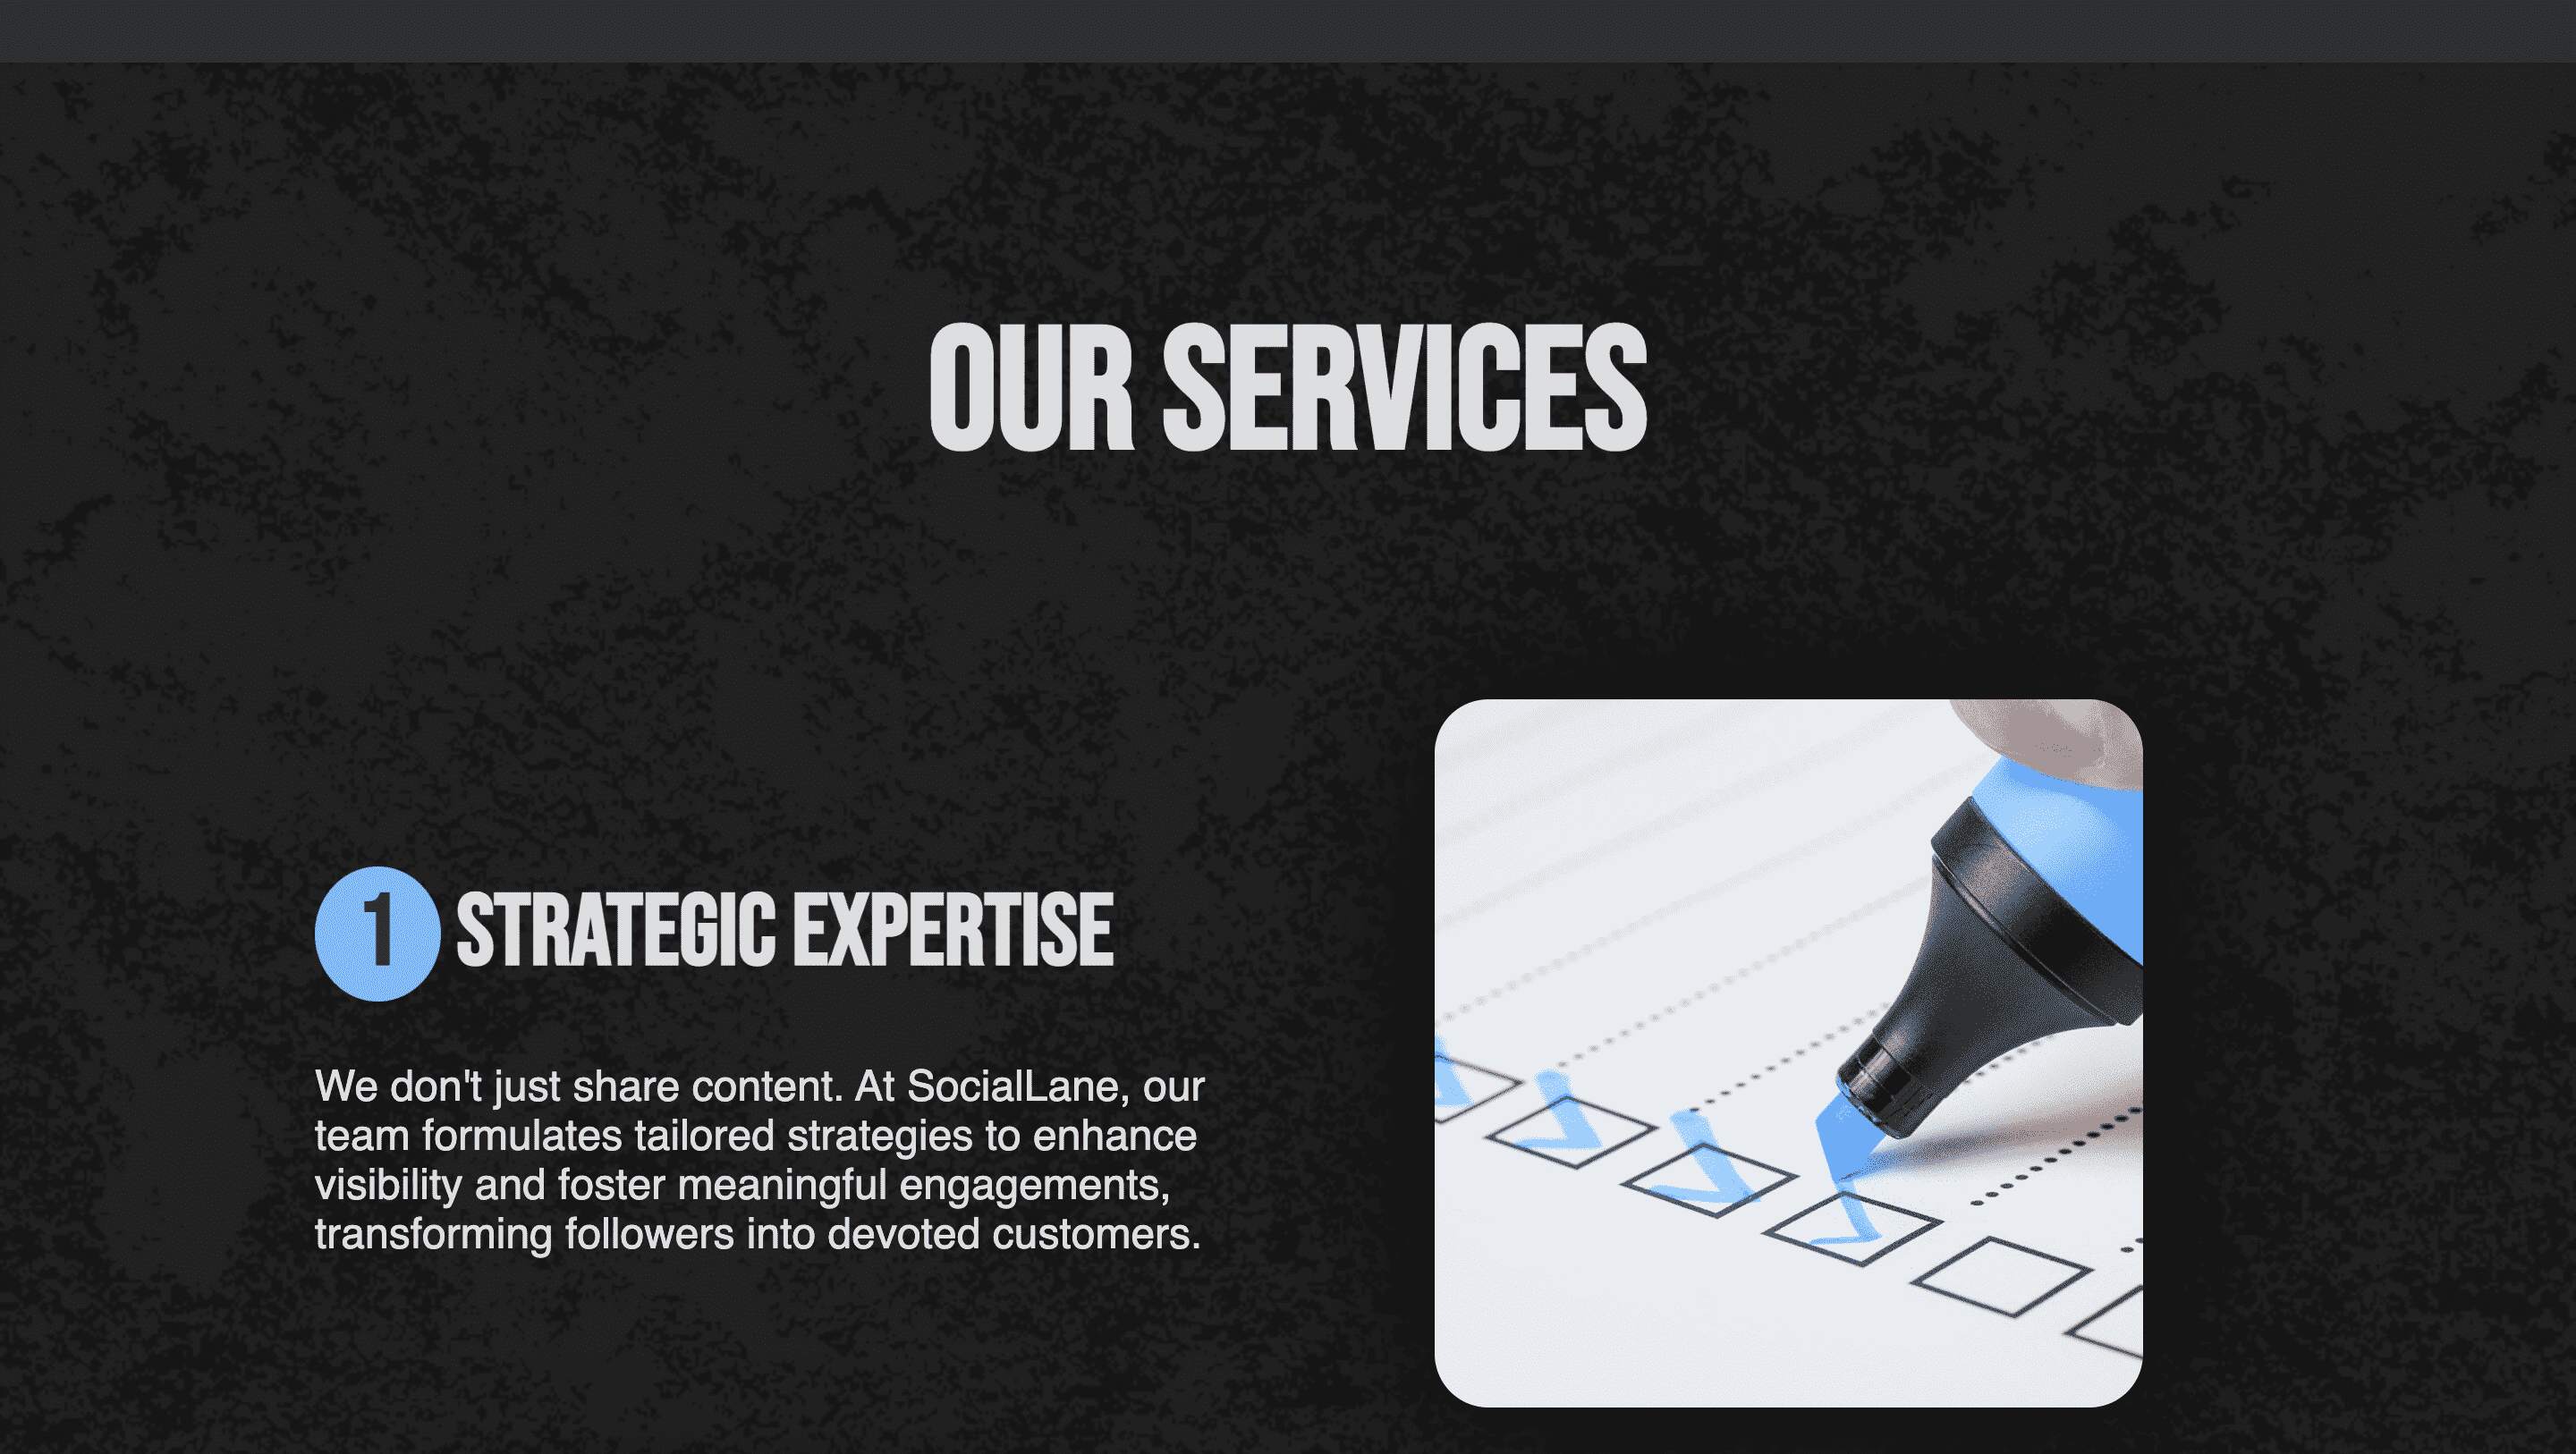 OUR SERVICES
1 STRATEGIC EXPERTISE
We don't just share content. At SocialLane, our
team formulates tailored strategies to enhance
visibility and foster meaningful engagements,
transforming followers into devoted customers.